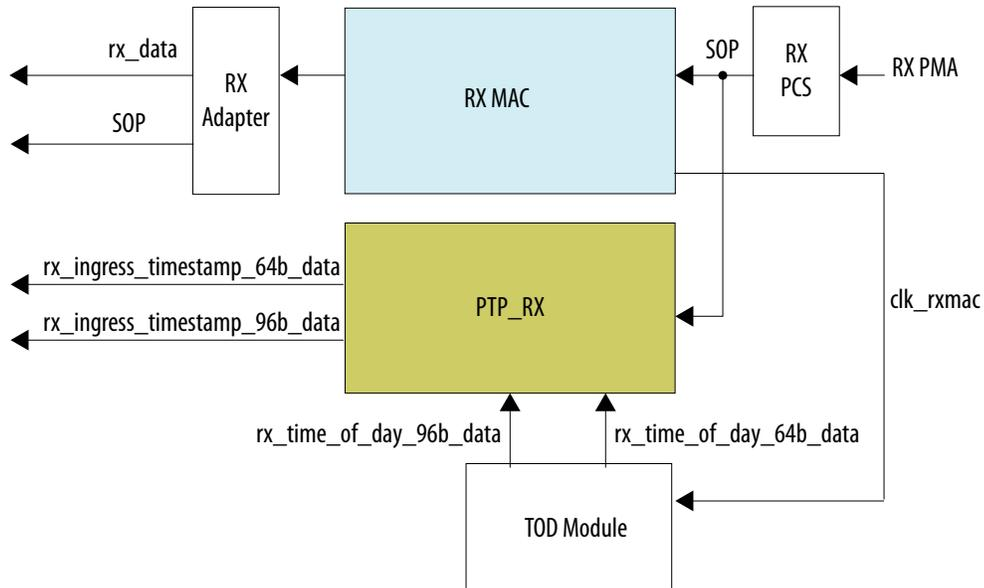 rx_data
SOP
RX
Adapter
RX MAC
SOP
RX
PCS
RX PMA
rx_ingress_timestamp_64b_data
rx_ingress_timestamp_96b_data
PTP_RX
clk_rxmac
rx_time_of_day_96b_data
rx_time_of_day_64b_data
TOD Module